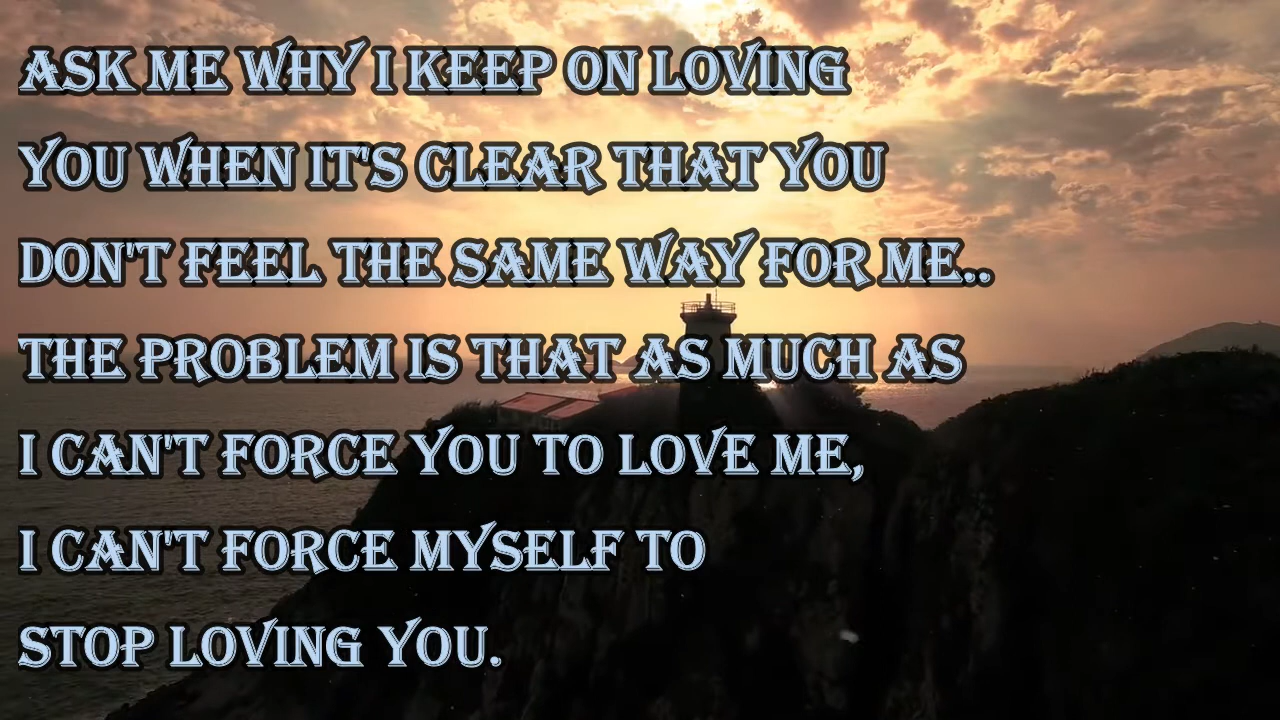 ASK ME WHY I KEEP ON LOVING
YOU WHEN IT'S CLEAR THAT YOU
DON'T FEEL THE SAME WAY FOR ME..
THE PROBLEM IS THAT AS MUCH AS
I CAN'T FORCE YOU TO LOVE ME,
I CAN'T FORCE MYSELF TO
STOP LOVING YOU.